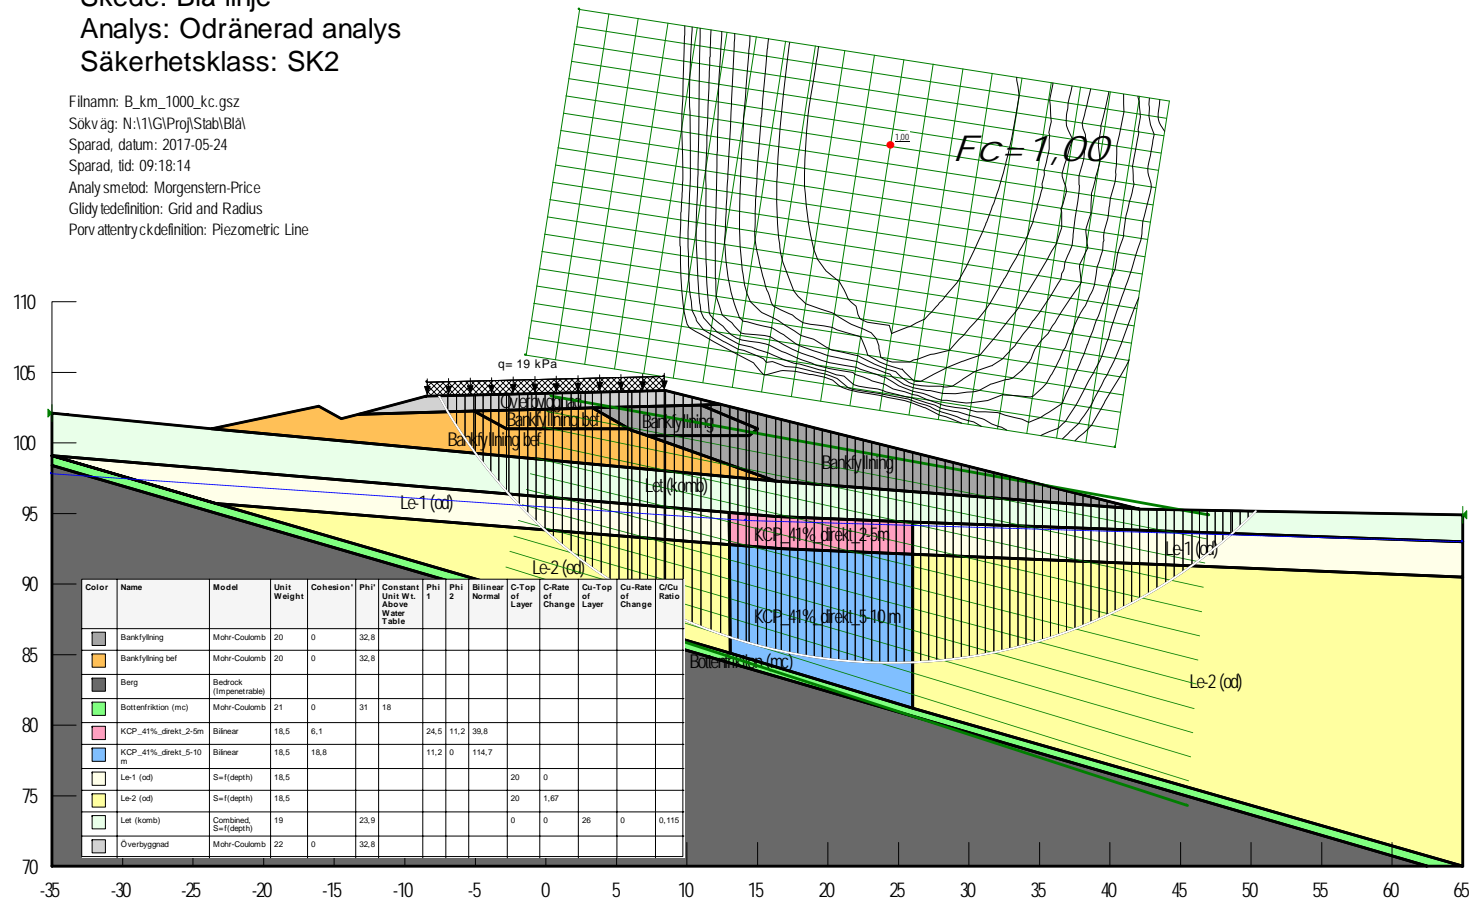 Skede: Blå linje
Analys: Odränerad analys
Säkerhetsklass: SK2
Filnamn: B_km_1000_kc.gsz
Sökväg: N:\1\G\Proj\Stab\Blå\
Sparad, datum: 2017-05-24
Sparad, tid: 09:18:14
Analysmetod: Morgenstern-Price
Glidytedefinition: Grid and Radius
Porvattentryckdefinition: Piezometric Line
1,00
Fc=1,00
q= 19 kPa
Överbyggnad
Bankfyllning bef
Bankfyllning
Bankfyllning bef
Bankfyllning
Let (komb)
Le-1 (od)
KCP_41%_direkt_2-5m
Le-1 (od)
Le-2 (od)
KCP_41%_direkt_5-10 m
Bottenfriktion (mc)
Le-2 (od)
110
105
100
95
90
85
80
75
70
Color Name Model Unit Weight Cohesion' Phi' Constant Unit Wt. Above Water Table Phi 1 Phi 2 Bilinear Normal C-Top of Layer C-Rate of Change Cu-Top of Layer Cu-Rate of Change C/Cu Ratio
Bankfyllning Mohr-Coulomb 20 0 32,8
Bankfyllning bef Mohr-Coulomb 20 0 32,8
Berg Bedrock (Impenetrable)
Bottenfriktion (mc) Mohr-Coulomb 21 0 31 18
KCP_41%_direkt_2-5m Bilinear 18,5 6,1 24,5 11,2 39,8
KCP_41%_direkt_5-10 m Bilinear 18,5 18,8 11,2 0 114,7
Le-1 (od) S=f(depth) 18,5 20 0
Le-2 (od) S=f(depth) 18,5 20 1,67
Let (komb) Combined, S=f(depth) 19 23,9 0 0 26 0 0,115
Överbyggnad Mohr-Coulomb 22 0 32,8
-35 -30 -25 -20 -15 -10 -5 0 5 10 15 20 25 30 35 40 45 50 55 60 65